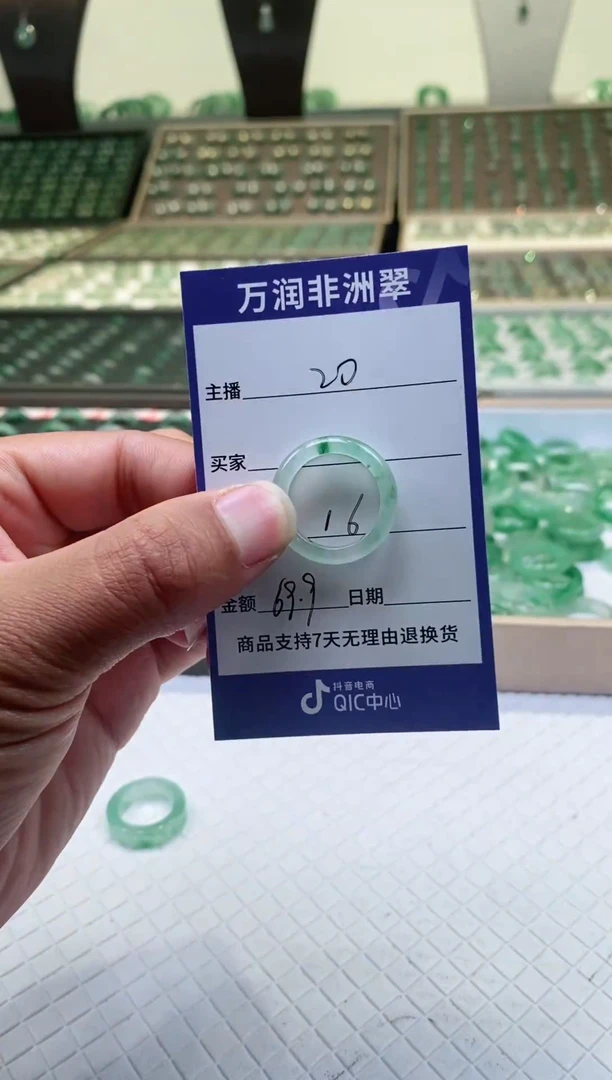 万润非洲翠
主播 20
买家
16
金额 69.9 日期
商品支持7天无理由退换货
抖音电商
QIC中心